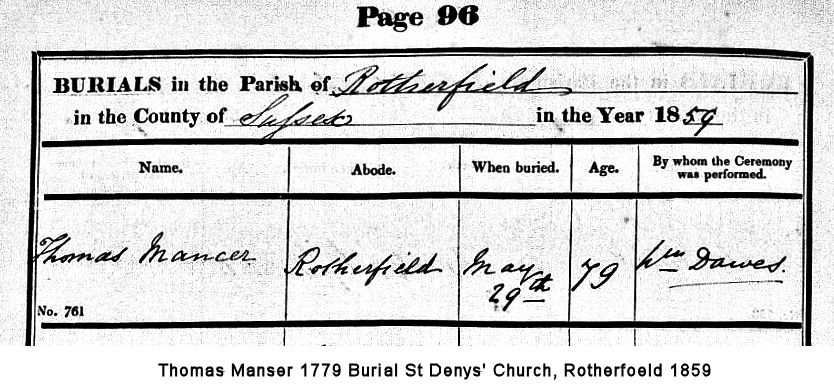 Page 96
BURIALS in the Parish of Rotherfield
in the County of Sussex in the Year 1859
Name. Abode. When buried. Age. By whom the Ceremony was performed.
Thomas Mancer Rotherfield May 29th 79 Wm Dawes.
No. 761
Thomas Manser 1779 Burial St Denys' Church, Rotherfoeld 1859